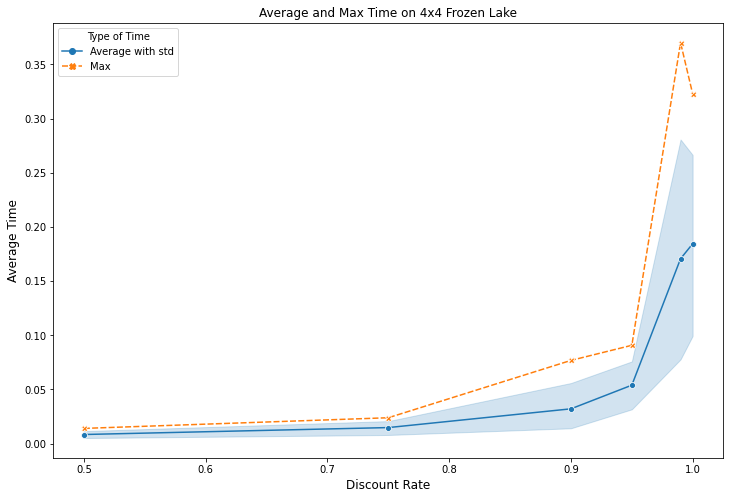 Average and Max Time on 4x4 Frozen Lake
Type of Time
Average with std
Max
0.35
0.30
0.25
0.20
0.15
0.10
0.05
0.00
Average Time
0.5 0.6 0.7 0.8 0.9 1.0
Discount Rate